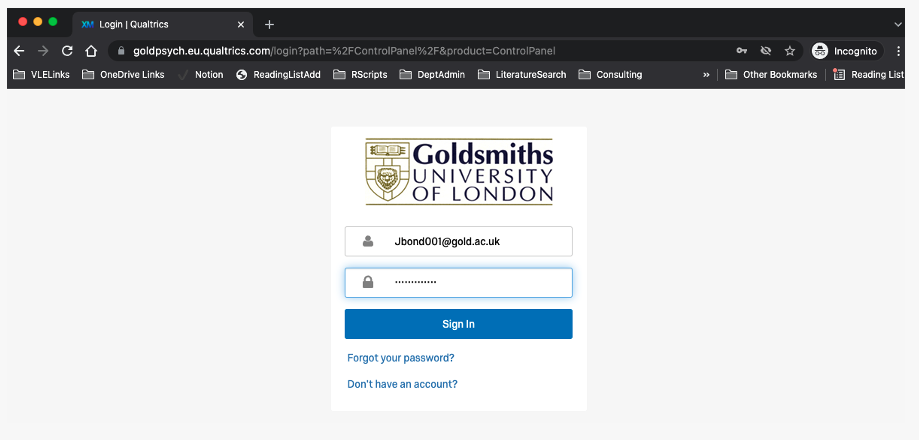 Login | Qualtrics
goldpsych.eu.qualtrics.com/login?path=%2FControlPanel%2F&product=ControlPanel
Incognito
VLELinks OneDrive Links Notion ReadingListAdd RScripts DeptAdmin LiteratureSearch Consulting » Other Bookmarks Reading List
Goldsmiths
UNIVERSITY
OF LONDON
Jbond001@gold.ac.uk
Sign In
Forgot your password?
Don't have an account?